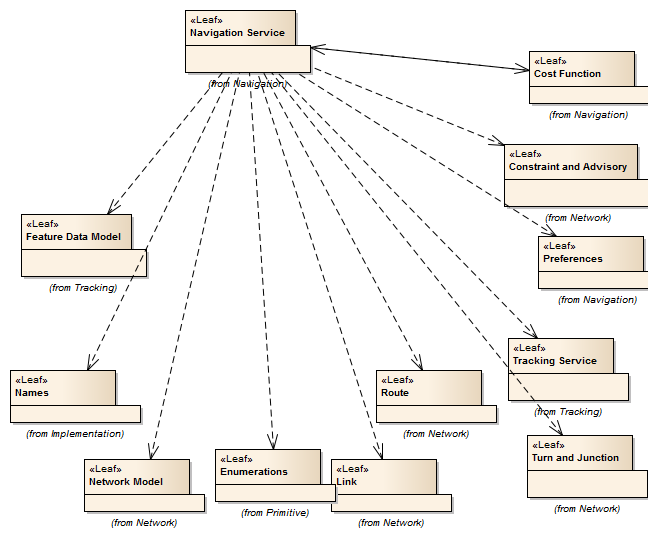 «Leaf»
Navigation Service
(from Navigation)
«Leaf»
Cost Function
(from Navigation)
«Leaf»
Constraint and Advisory
(from Network)
«Leaf»
Feature Data Model
(from Tracking)
«Leaf»
Preferences
(from Navigation)
«Leaf»
Tracking Service
(from Tracking)
«Leaf»
Names
(from Implementation)
«Leaf»
Route
(from Network)
«Leaf»
Turn and Junction
(from Network)
«Leaf»
Network Model
(from Network)
«Leaf»
Enumerations
(from Primitive)
«Leaf»
Link
(from Network)